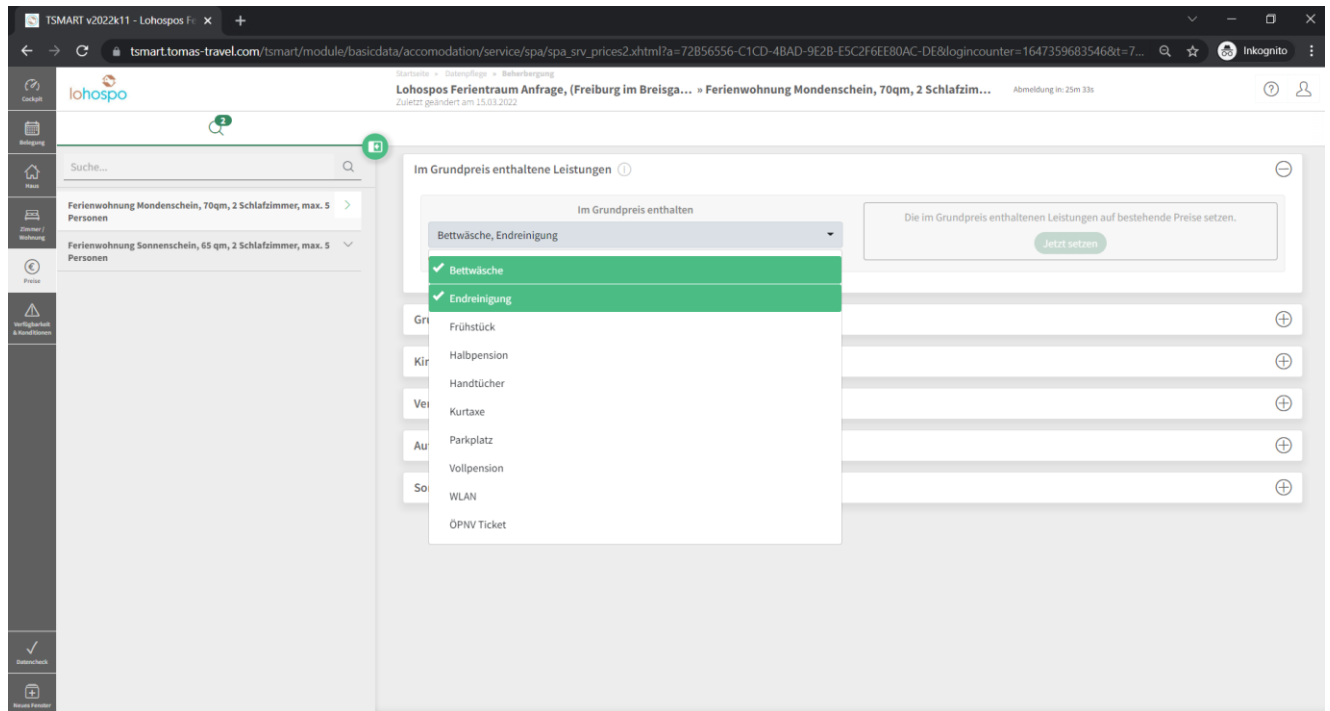 TSMART v2022k11 - Lohospos Fe
tsmart.tomas-travel.com/tsmart/module/basicdata/accomodation/service/spa/spa_srv_prices2.xhtml?a=72B56556-C1CD-4BAD-9E2B-E5C2F6EE80AC-DE&logincounter=1647359683546&t=7...
Inkognito
Cockpit
lohospo
Startseite » Datenpflege » Beherbergung
Lohospos Ferientraum Anfrage, (Freiburg im Breisga... » Ferienwohnung Mondenschein, 70qm, 2 Schlafzim...
Abmeldung in: 25m 33s
Zuletzt geändert am 15.03.2022
2
Belegung
Suche...
Haus
Ferienwohnung Mondenschein, 70qm, 2 Schlafzimmer, max. 5
Personen
Zimmer /
Wohnung
Ferienwohnung Sonnenschein, 65 qm, 2 Schlafzimmer, max. 5
Personen
Preise
Verfügbarkeit
& Konditionen
Datencheck
Neues Fenster
Im Grundpreis enthaltene Leistungen
Im Grundpreis enthalten
Bettwäsche, Endreinigung
Die im Grundpreis enthaltenen Leistungen auf bestehende Preise setzen.
Jetzt setzen
Bettwäsche
Endreinigung
Gru
Frühstück
Kin
Halbpension
Handtücher
Ver
Kurtaxe
Au
Parkplatz
Vollpension
So
WLAN
ÖPNV Ticket